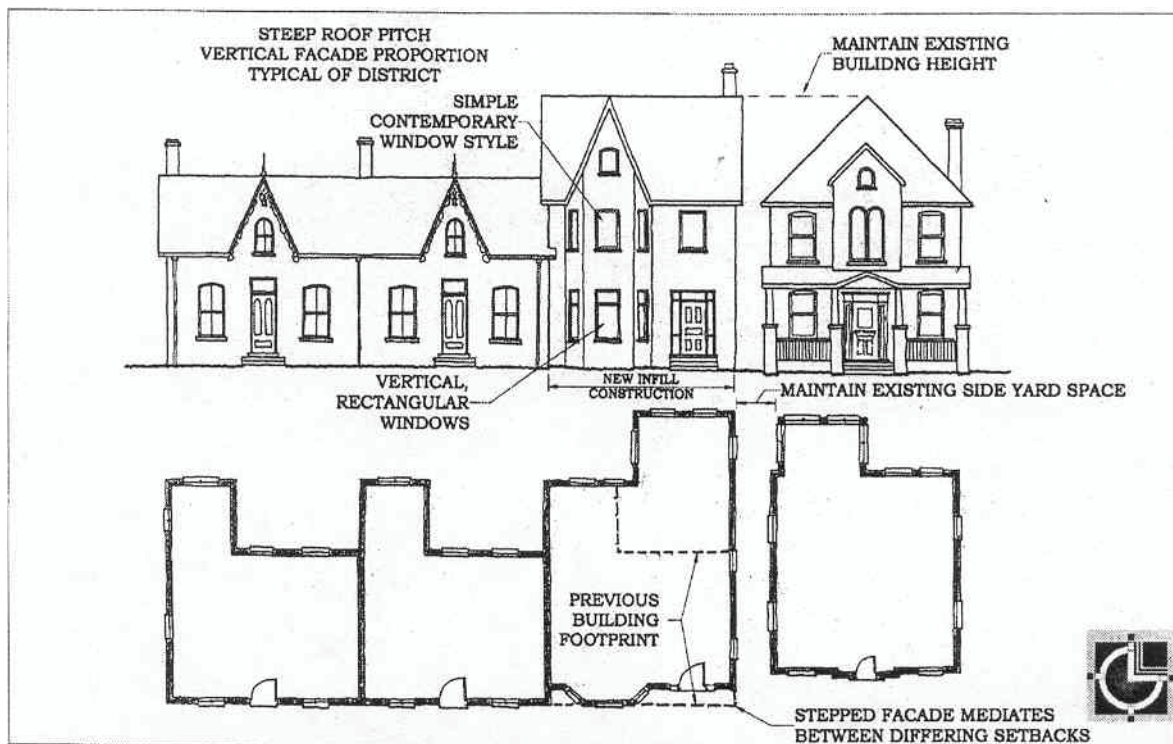 STEEP ROOF PITCH
VERTICAL FACADE PROPORTION
TYPICAL OF DISTRICT
MAINTAIN EXISTING
BUILIDNG HEIGHT
SIMPLE
CONTEMPORARY
WINDOW STYLE
VERTICAL,
RECTANGULAR
WINDOWS
NEW INFILL
CONSTRUCTION
MAINTAIN EXISTING SIDE YARD SPACE
PREVIOUS
BUILDING
FOOTPRINT
STEPPED FACADE MEDIATES
BETWEEN DIFFERING SETBACKS